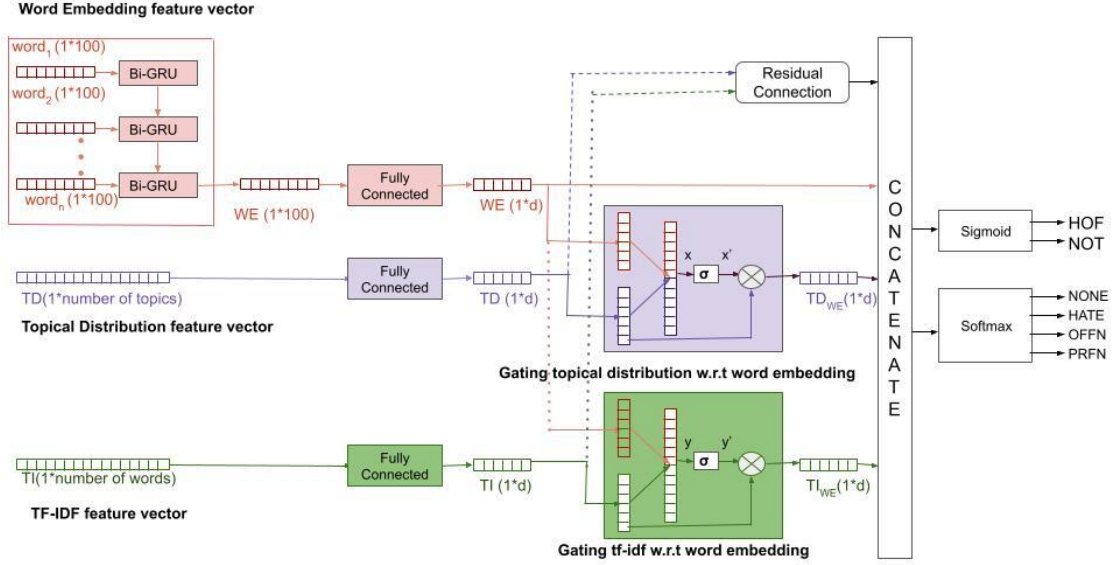 Word Embedding feature vector
word1 (1*100)
Bi-GRU
word2 (1*100)
Bi-GRU
Bi-GRU
wordn (1*100)
WE (1*100)
Fully
Connected
WE (1*d)
Residual
Connection
TD(1*number of topics)
Topical Distribution feature vector
Fully
Connected
TD (1*d)
x
σ
x'
TDWE(1*d)
Gating topical distribution w.r.t word embedding
TI(1*number of words)
TF-IDF feature vector
Fully
Connected
TI (1*d)
y
σ
y'
TIWE(1*d)
Gating tf-idf w.r.t word embedding
CONCATENATE
Sigmoid
HOF
NOT
Softmax
NONE
HATE
OFFN
PRFN